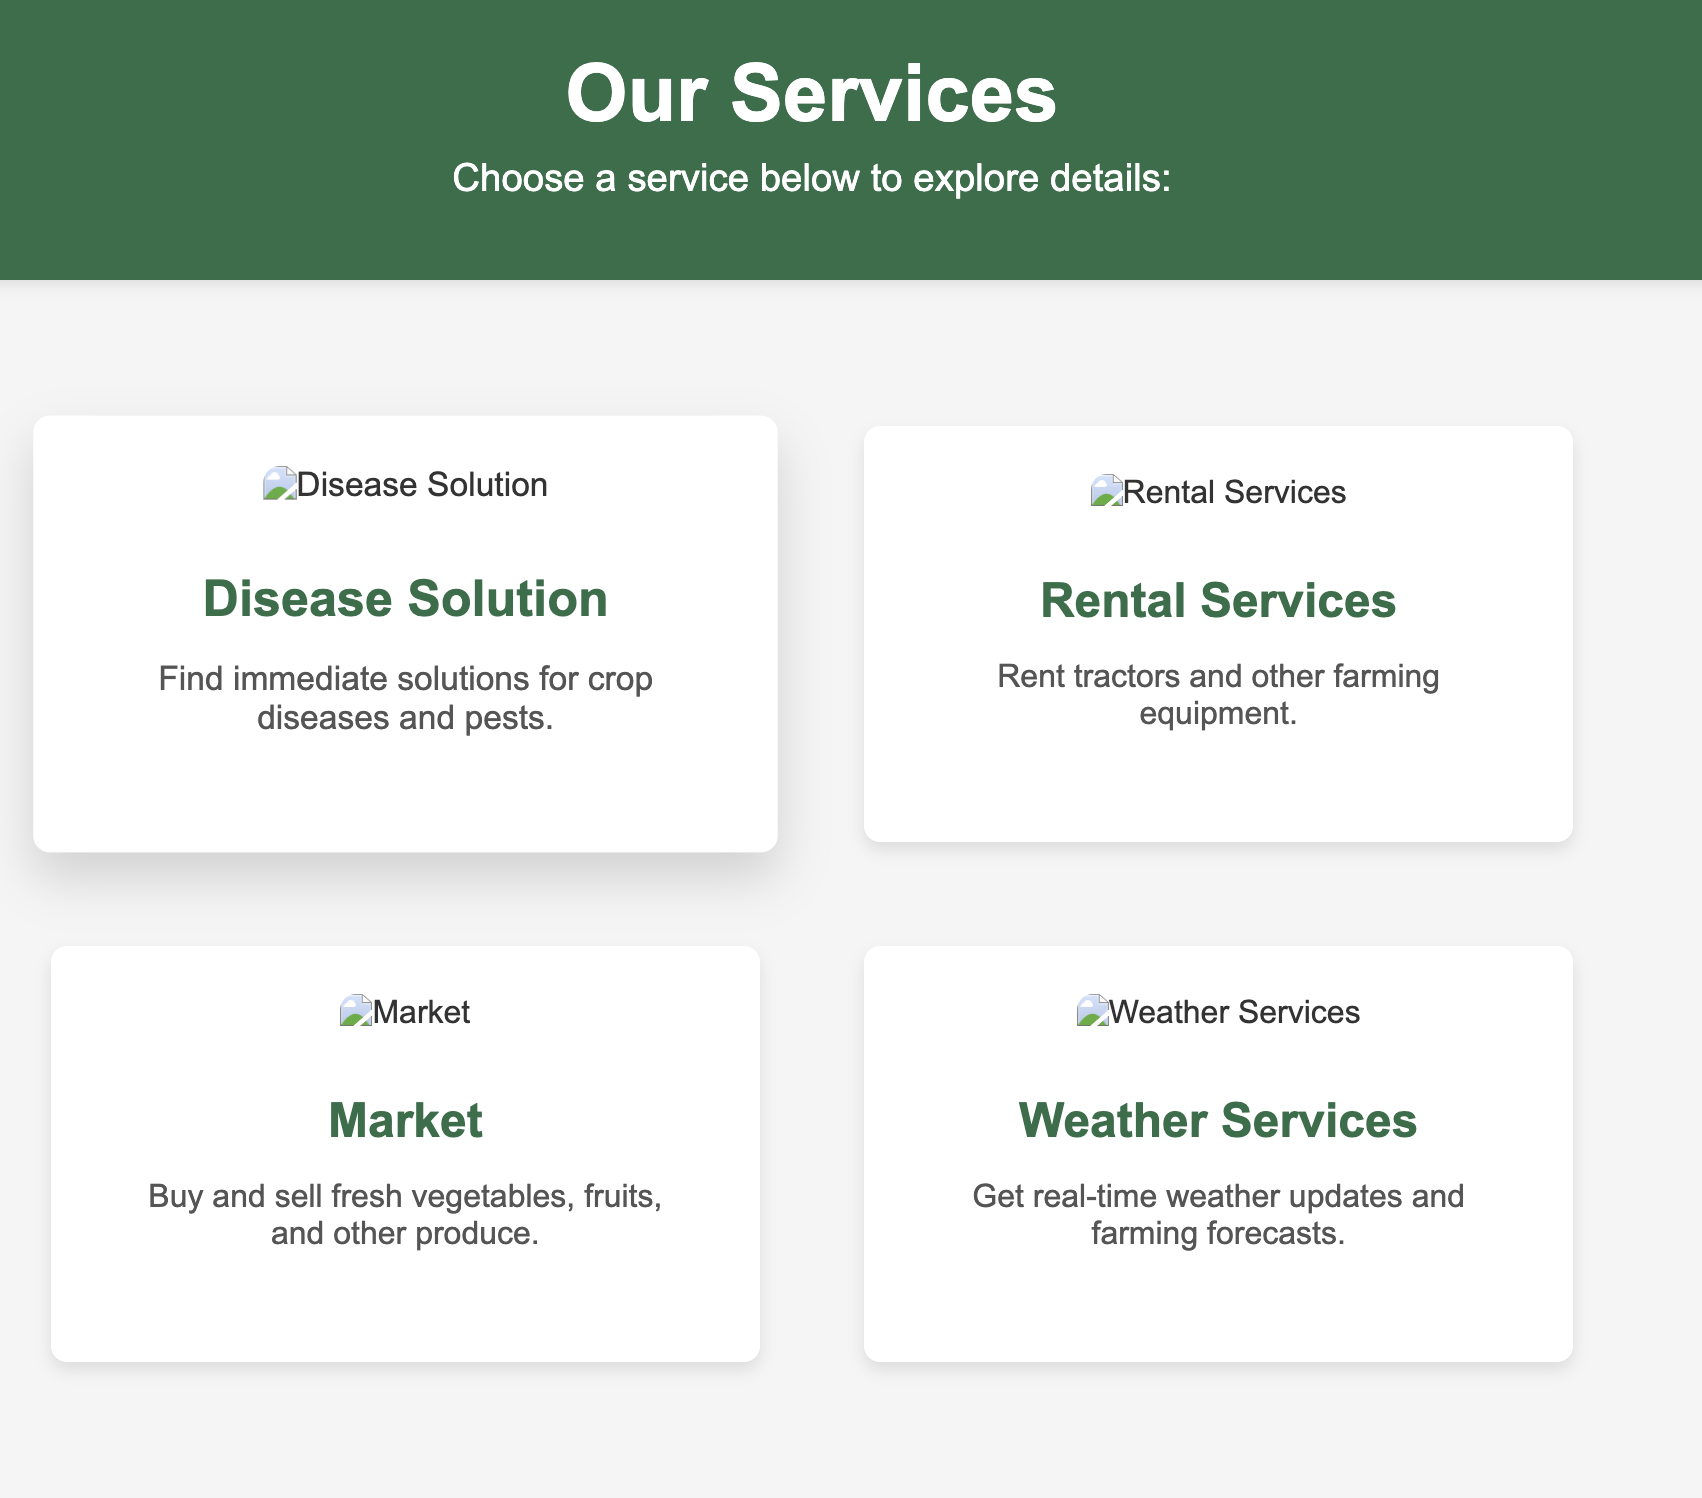 Our Services
Choose a service below to explore details:
Disease Solution
Disease Solution
Find immediate solutions for crop
diseases and pests.
Rental Services
Rental Services
Rent tractors and other farming
equipment.
Market
Market
Buy and sell fresh vegetables, fruits,
and other produce.
Weather Services
Weather Services
Get real-time weather updates and
farming forecasts.